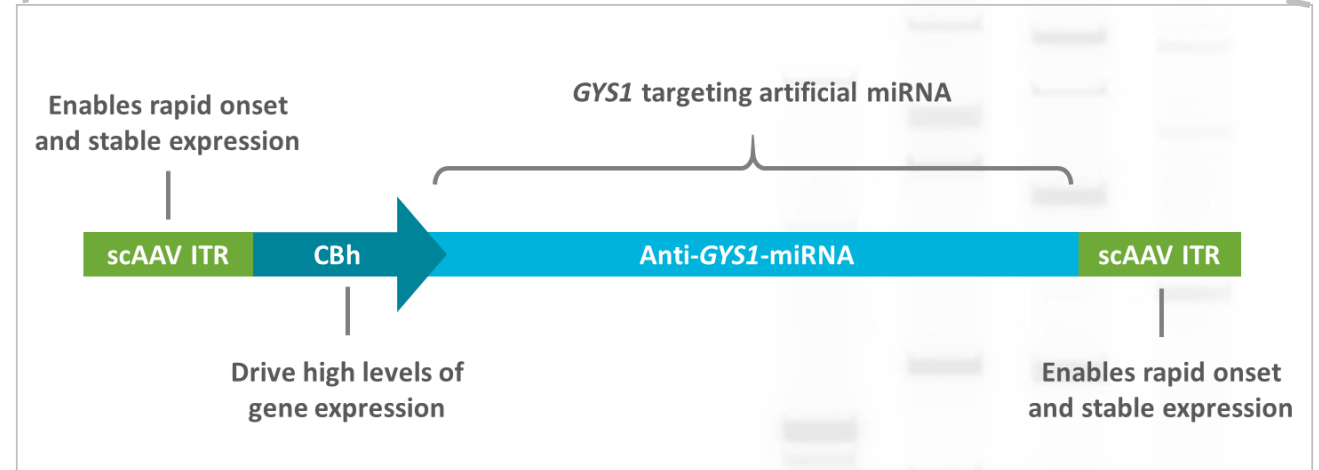 GYS1 targeting artificial miRNA
Enables rapid onset
and stable expression
scAAV ITR
CBh
Anti-GYS1-miRNA
scAAV ITR
Drive high levels of
gene expression
Enables rapid onset
and stable expression